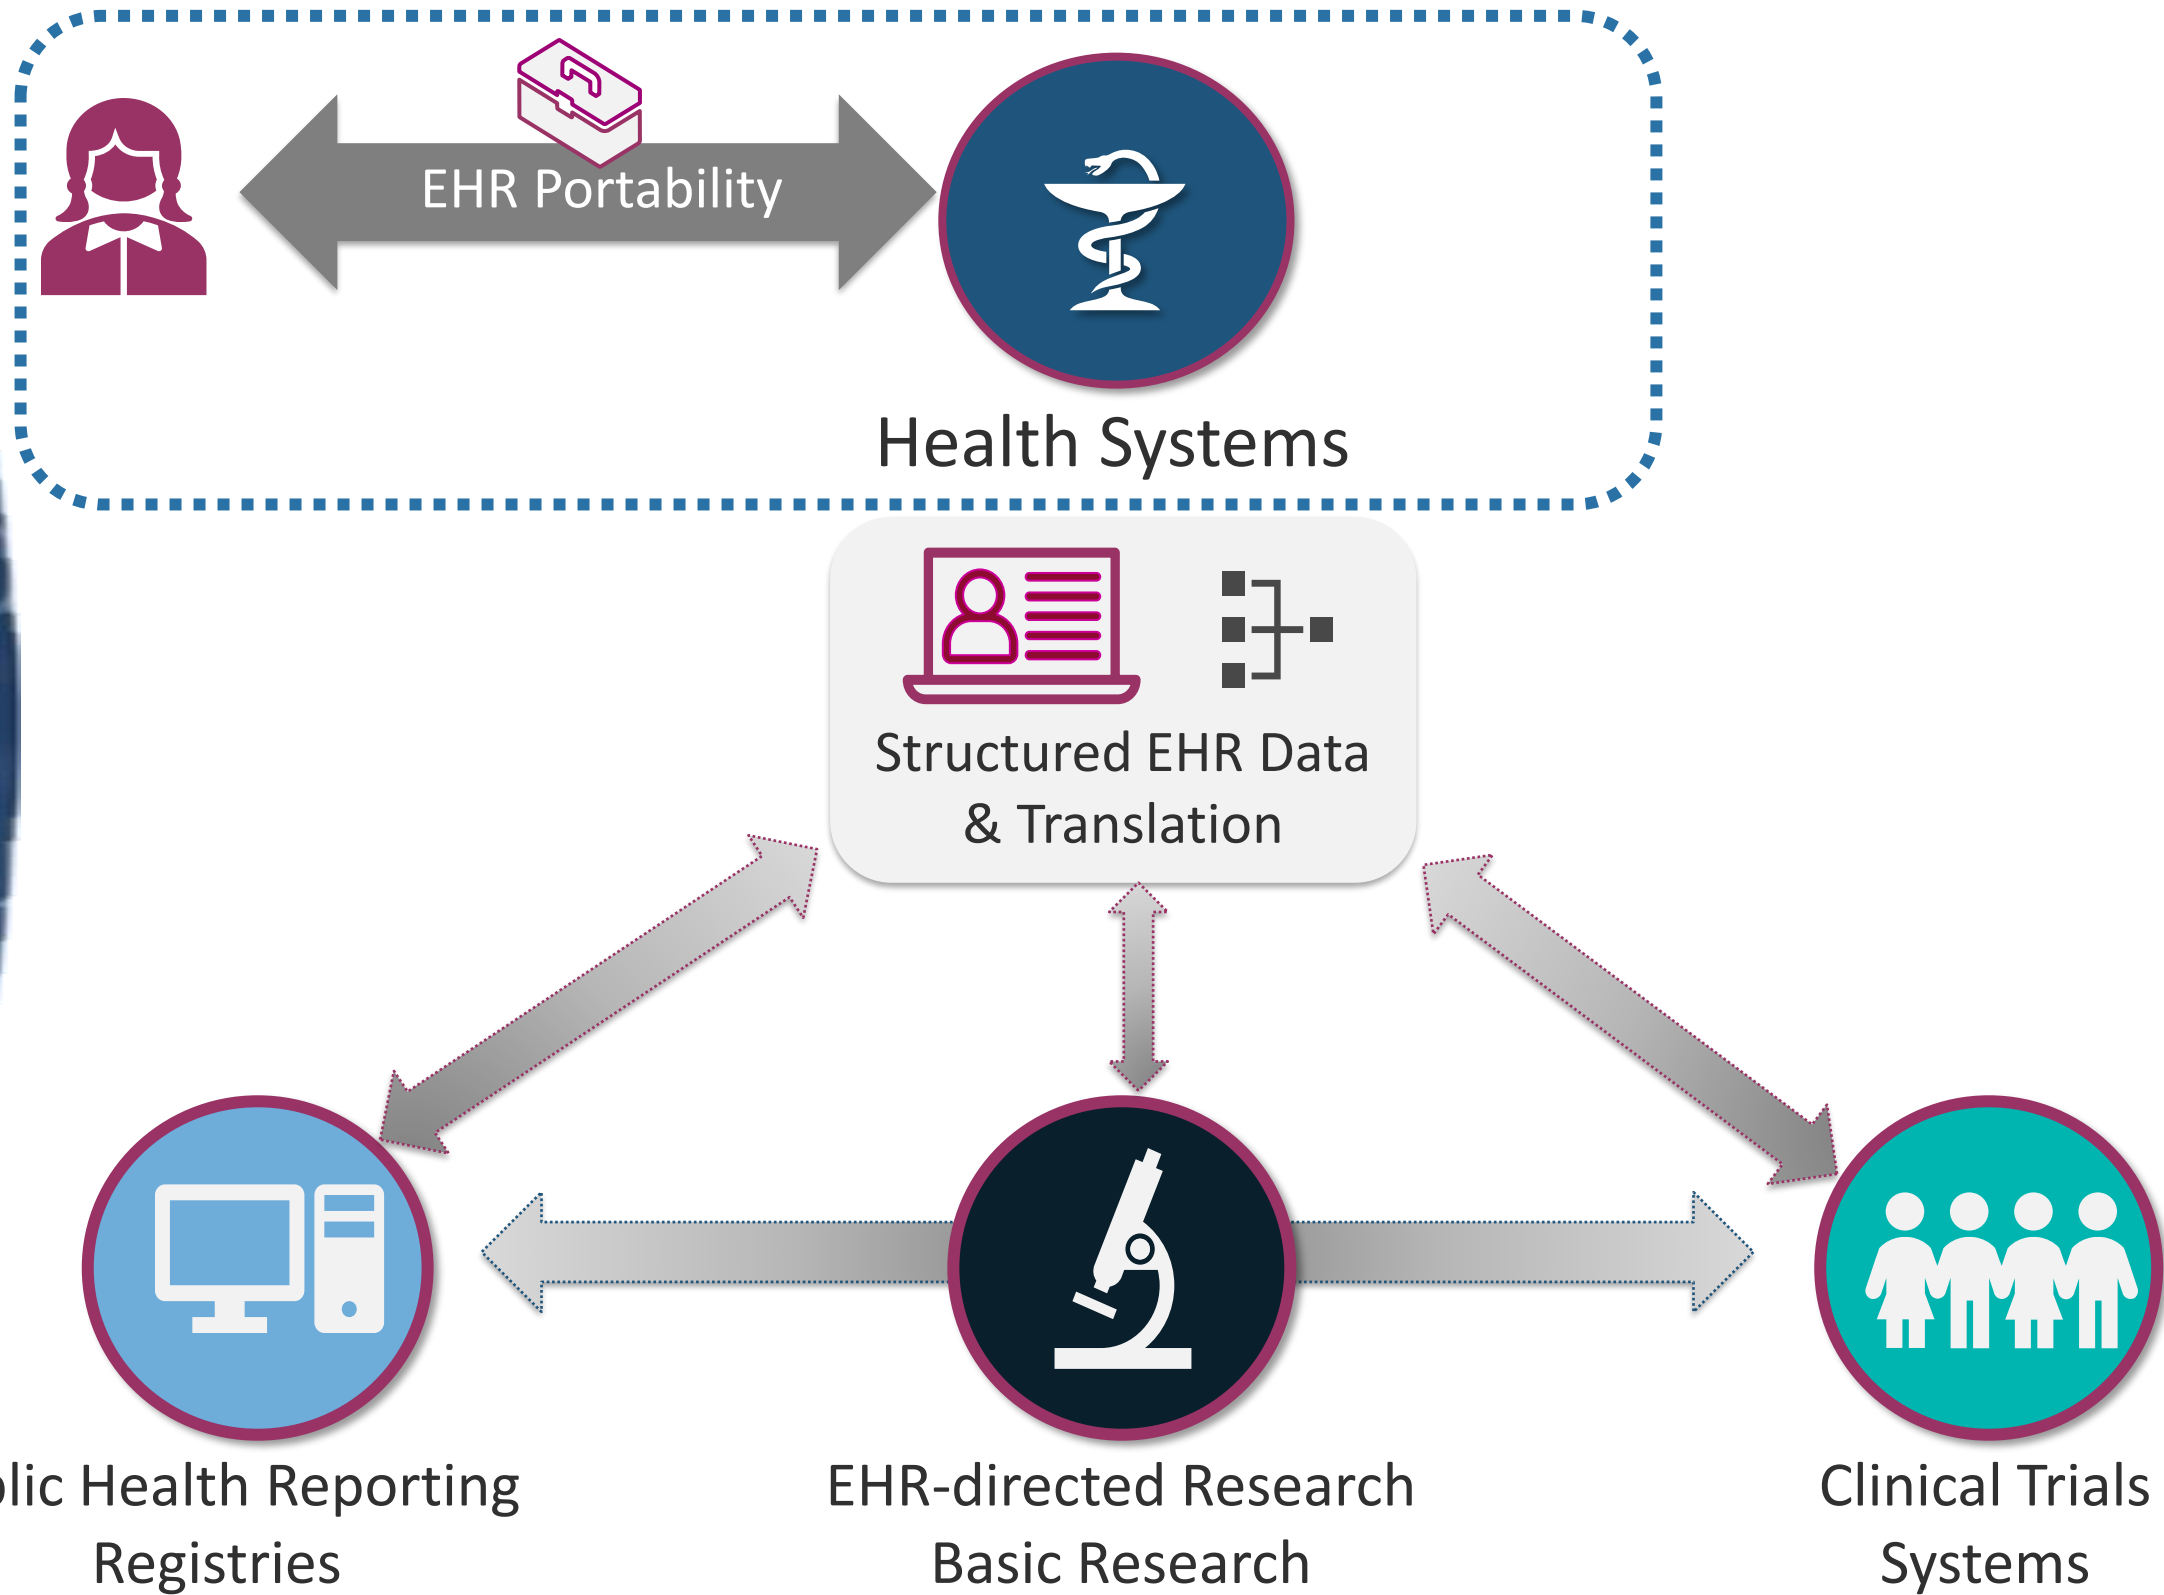 EHR Portability
Health Systems
Structured EHR Data
& Translation
Health Reporting
Registries
EHR-directed Research
Basic Research
Clinical Trials
Systems